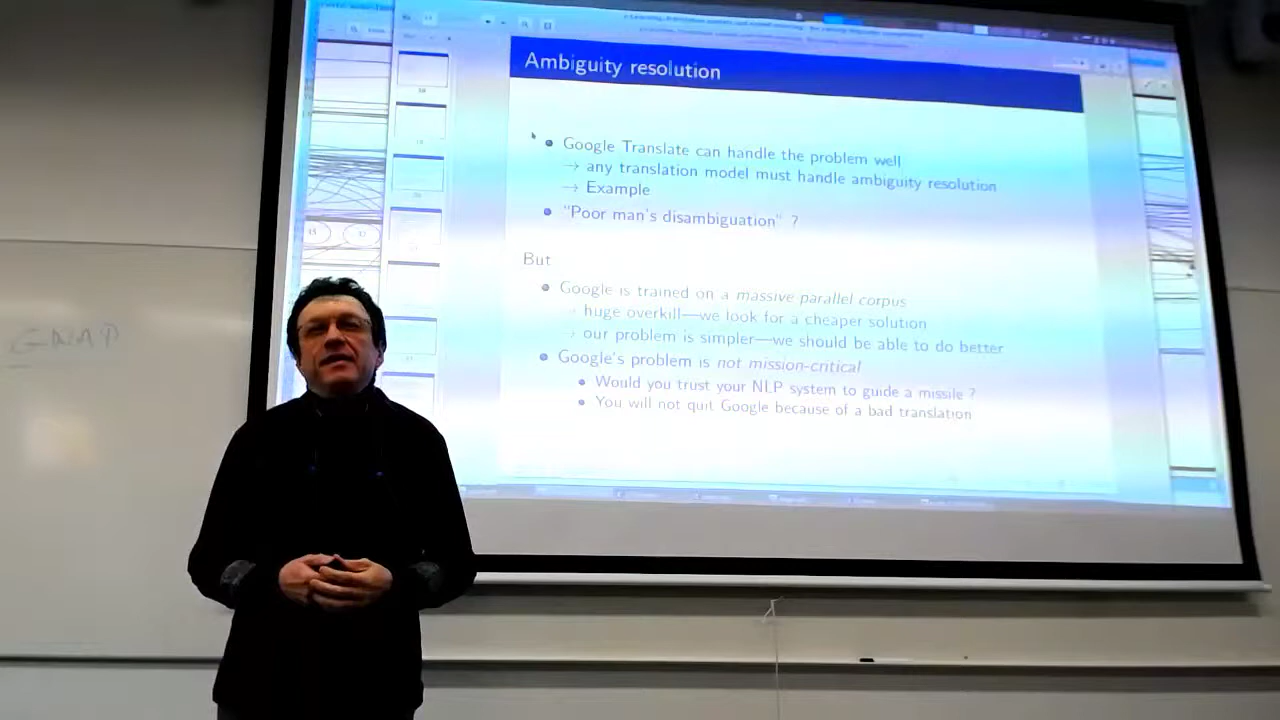 Ambiguity resolution
Google Translate can handle the problem well
→ any translation model must handle ambiguity resolution
→ Example
"Poor man's disambiguation" ?
But
Google is trained on a massive parallel corpus
→ huge overkill—we look for a cheaper solution
→ our problem is simpler—we should be able to do better
Google's problem is not mission-critical
Would you trust your NLP system to guide a missile ?
You will not quit Google because of a bad translation